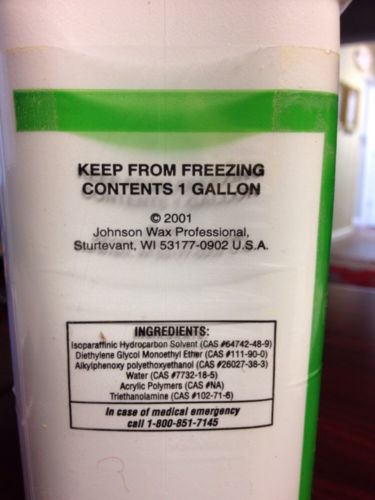 KEEP FROM FREEZING
CONTENTS 1 GALLON
© 2001
Johnson Wax Professional,
Sturtevant, WI 53177-0902 U.S.A.
INGREDIENTS:
Isoparaffinic Hydrocarbon Solvent (CAS #64742-48-9)
Diethylene Glycol Monoethyl Ether (CAS #111-90-0)
Alkylphenoxy polyethoxyethanol (CAS #26027-38-3)
Water (CAS #7732-18-5)
Acrylic Polymers (CAS #NA)
Triethanolamine (CAS #102-71-6)
In case of medical emergency
call 1-800-851-7145